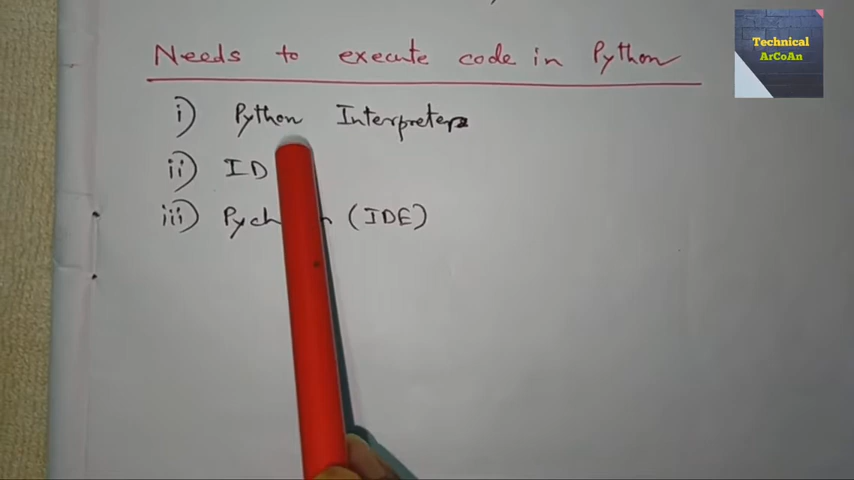 Needs to execute code in Python
i) Python Interpreter
ii) ID
iii) (IDE)
Technical
ArCoAn